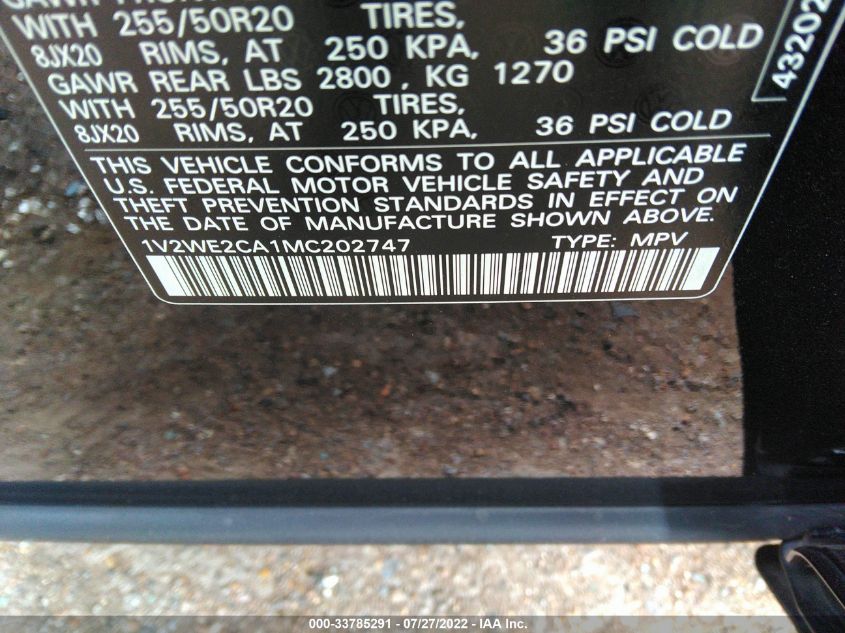 WITH 255/50R20 TIRES,
8JX20 RIMS, AT 250 KPA, 36 PSI COLD
GAWR REAR LBS 2800, KG 1270
WITH 255/50R20 TIRES,
8JX20 RIMS, AT 250 KPA, 36 PSI COLD
THIS VEHICLE CONFORMS TO ALL APPLICABLE
U.S. FEDERAL MOTOR VEHICLE SAFETY AND
THEFT PREVENTION STANDARDS IN EFFECT ON
THE DATE OF MANUFACTURE SHOWN ABOVE.
1V2WE2CA1MC202747 TYPE: MPV
43202
000-33785291 - 07/27/2022 - IAA Inc.